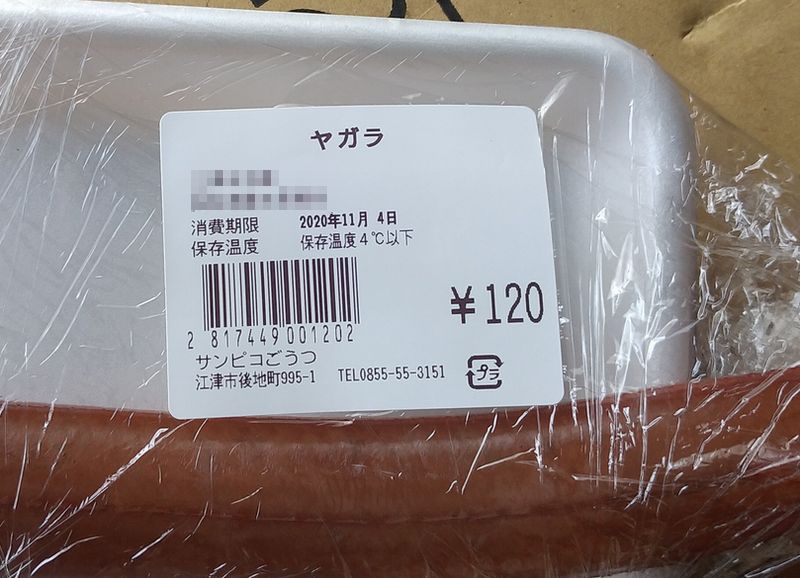 ヤガラ
消費期限 2020年11月 4日
保存温度 保存温度4℃以下
¥120
2 817449 001202
サンピコごうつ
江津市後地町995-1 TEL0855-55-3151
プラ